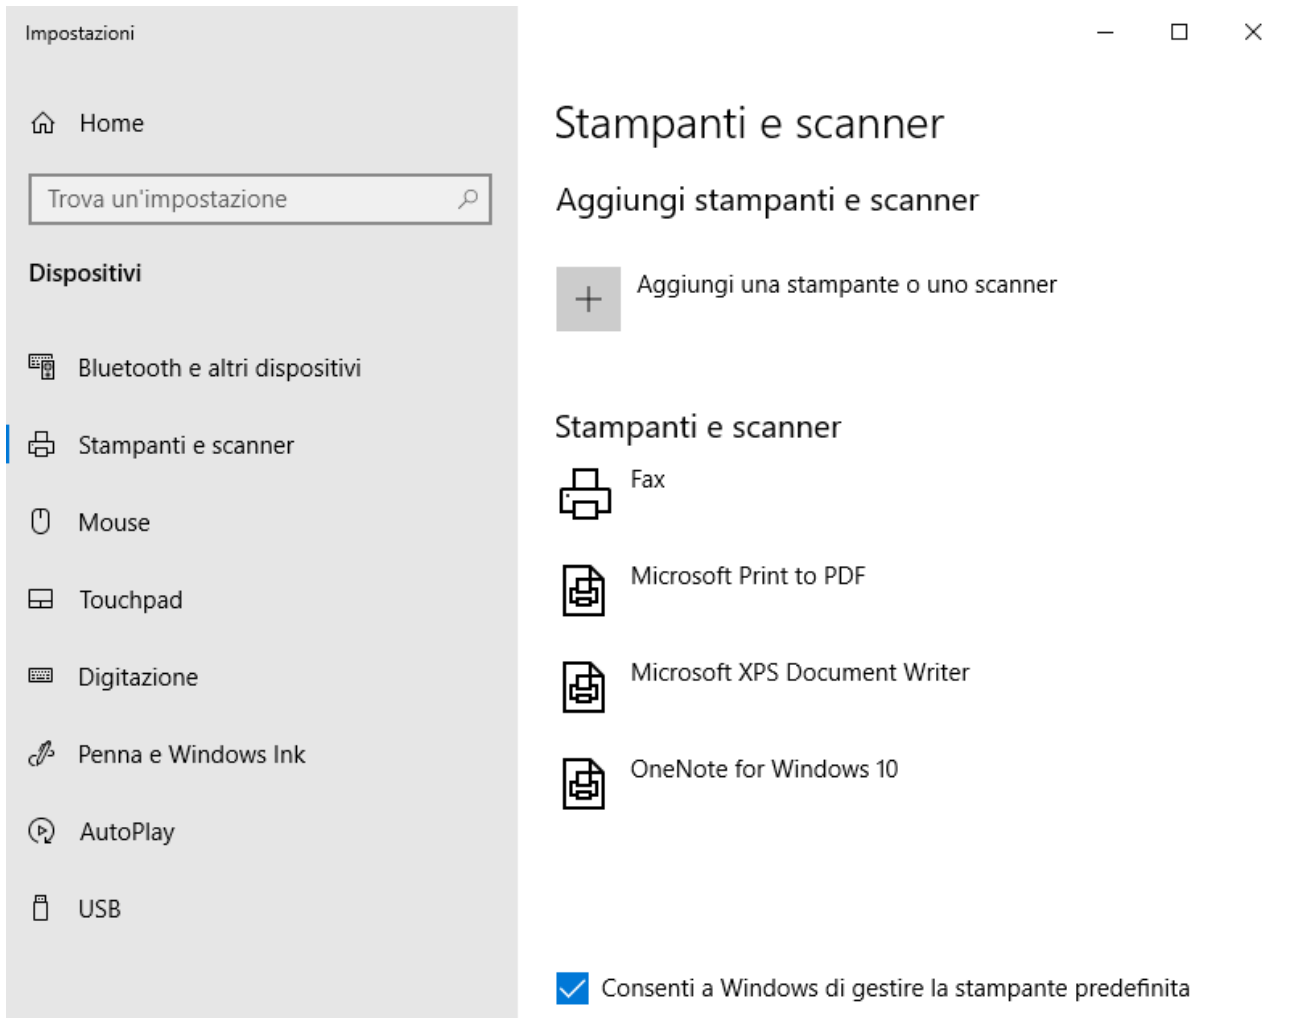 Impostazioni
Home
Trova un'impostazione
Dispositivi
Bluetooth e altri dispositivi
Stampanti e scanner
Mouse
Touchpad
Digitazione
Penna e Windows Ink
AutoPlay
USB
Stampanti e scanner
Aggiungi stampanti e scanner
Aggiungi una stampante o uno scanner
Stampanti e scanner
Fax
Microsoft Print to PDF
Microsoft XPS Document Writer
OneNote for Windows 10
Consenti a Windows di gestire la stampante predefinita